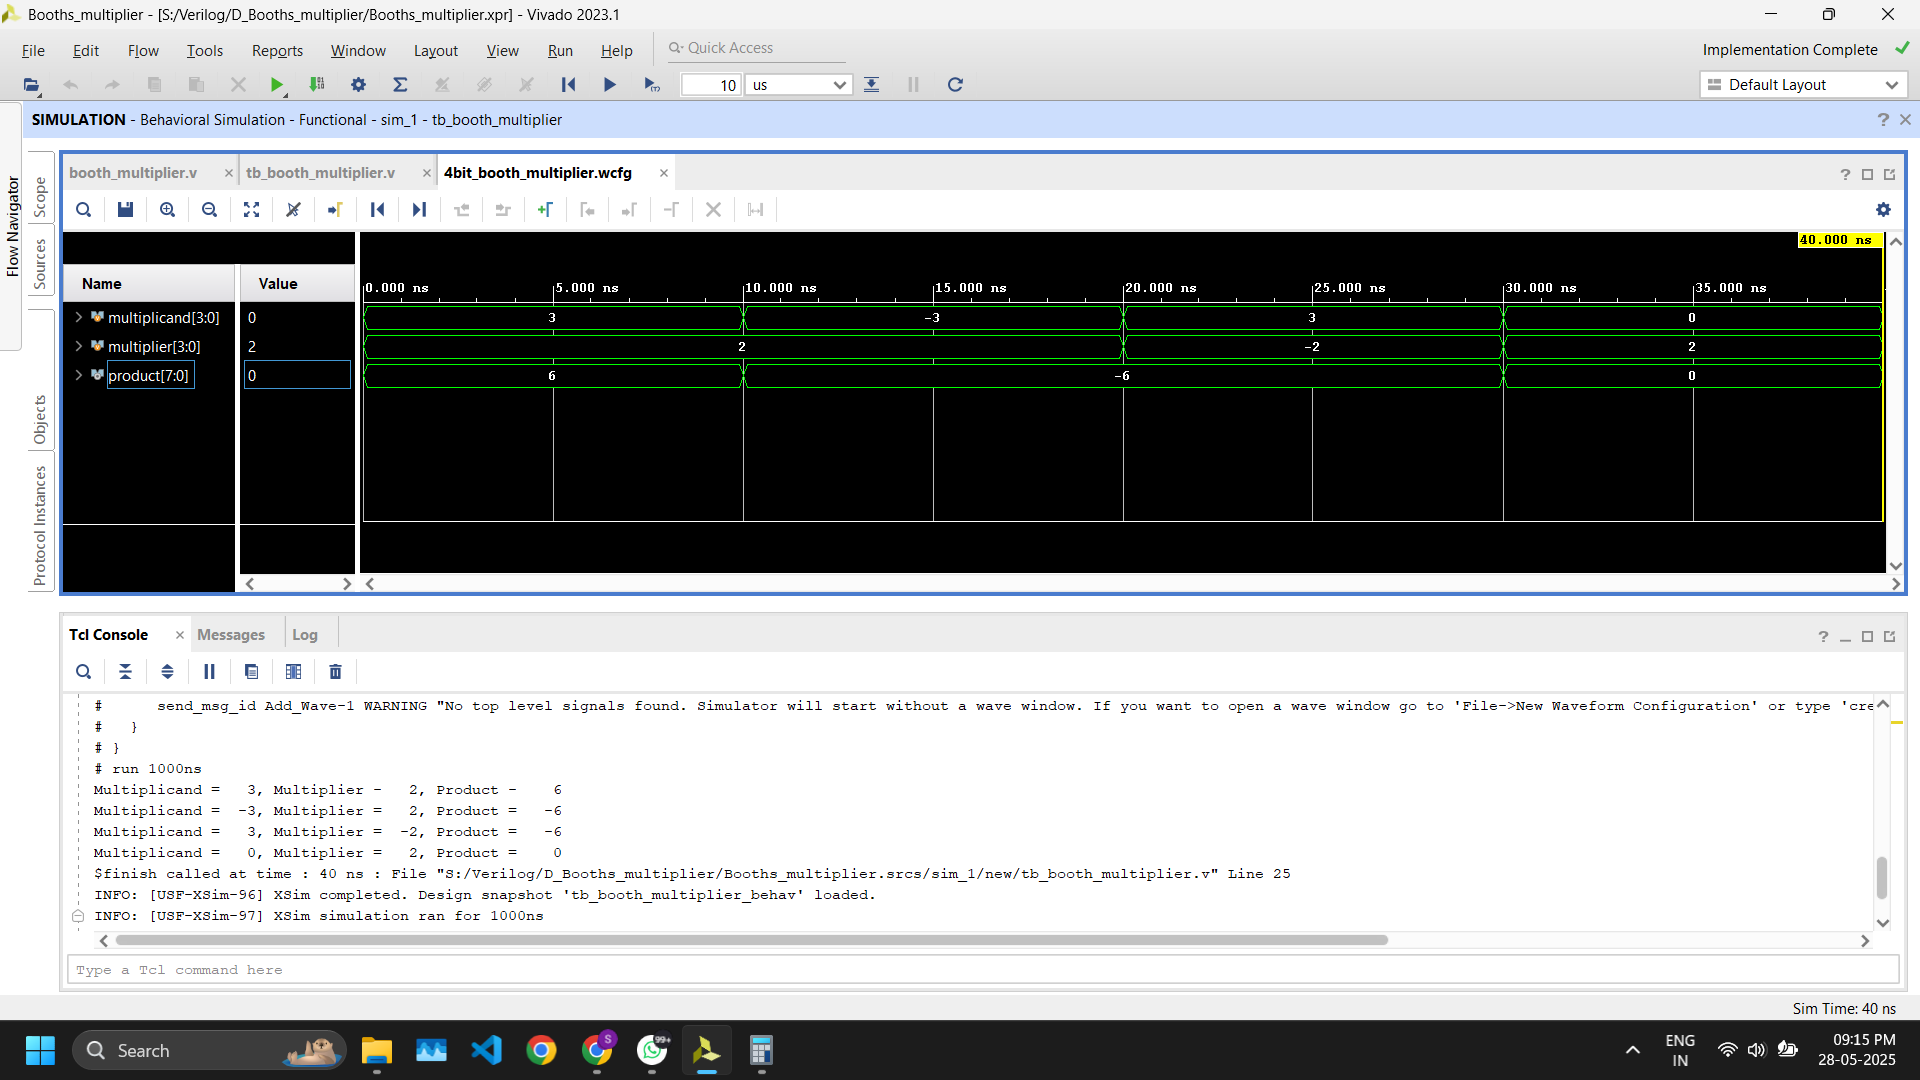 Booths_multiplier - [S:/Verilog/D_Booths_multiplier/Booths_multiplier.xpr] - Vivado 2023.1
File Edit Flow Tools Reports Window Layout View Run Help Quick Access
Implementation Complete
10 us
Default Layout
SIMULATION - Behavioral Simulation - Functional - sim_1 - tb_booth_multiplier
Flow Navigator
Scope
Sources
Objects
Protocol Instances
booth_multiplier.v tb_booth_multiplier.v 4bit_booth_multiplier.wcfg
40.000 ns
Name Value
0.000 ns 5.000 ns 10.000 ns 15.000 ns 20.000 ns 25.000 ns 30.000 ns 35.000 ns
multiplicand[3:0] 0 3 -3 3 0
multiplier[3:0] 2 2 -2 2
product[7:0] 0 6 -6 0
Tcl Console Messages Log
# send_msg_id Add_Wave-1 WARNING "No top level signals found. Simulator will start without a wave window. If you want to open a wave window go to 'File->New Waveform Configuration' or type 'cre
# }
# }
# run 1000ns
Multiplicand = 3, Multiplier - 2, Product - 6
Multiplicand = -3, Multiplier = 2, Product = -6
Multiplicand = 3, Multiplier = -2, Product = -6
Multiplicand = 0, Multiplier = 2, Product = 0
$finish called at time : 40 ns : File "S:/Verilog/D_Booths_multiplier/Booths_multiplier.srcs/sim_1/new/tb_booth_multiplier.v" Line 25
INFO: [USF-XSim-96] XSim completed. Design snapshot 'tb_booth_multiplier_behav' loaded.
INFO: [USF-XSim-97] XSim simulation ran for 1000ns
Type a Tcl command here
Sim Time: 40 ns
Search
S
99+
ENG
IN
09:15 PM
28-05-2025